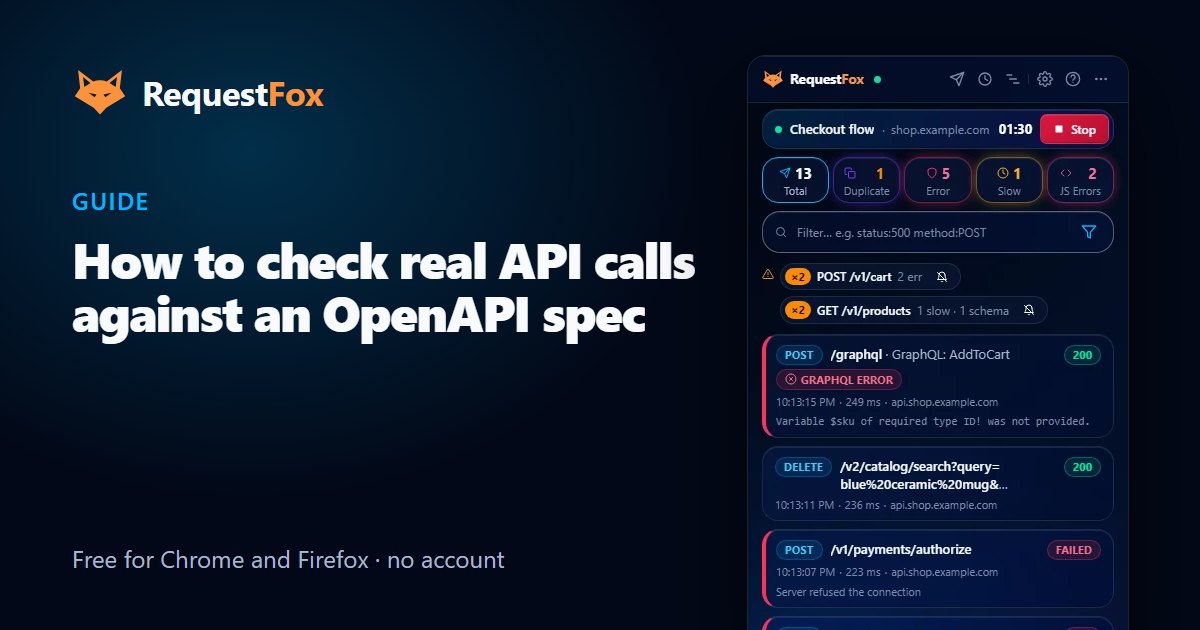 RequestFox
GUIDE
How to check real API calls
against an OpenAPI spec
Free for Chrome and Firefox · no account
RequestFox
Checkout flow · shop.example.com 01:30 Stop
13 Total
1 Duplicate
5 Error
1 Slow
2 JS Errors
Filter... e.g. status:500 method:POST
×2 POST /v1/cart 2 err
×2 GET /v1/products 1 slow · 1 schema
POST /graphql · GraphQL: AddToCart 200
GRAPHQL ERROR
10:13:15 PM · 249 ms · api.shop.example.com
Variable $sku of required type ID! was not provided.
DELETE /v2/catalog/search?query= 200
blue%20ceramic%20mug&...
10:13:11 PM · 236 ms · api.shop.example.com
POST /v1/payments/authorize FAILED
10:13:07 PM · 223 ms · api.shop.example.com
Server refused the connection